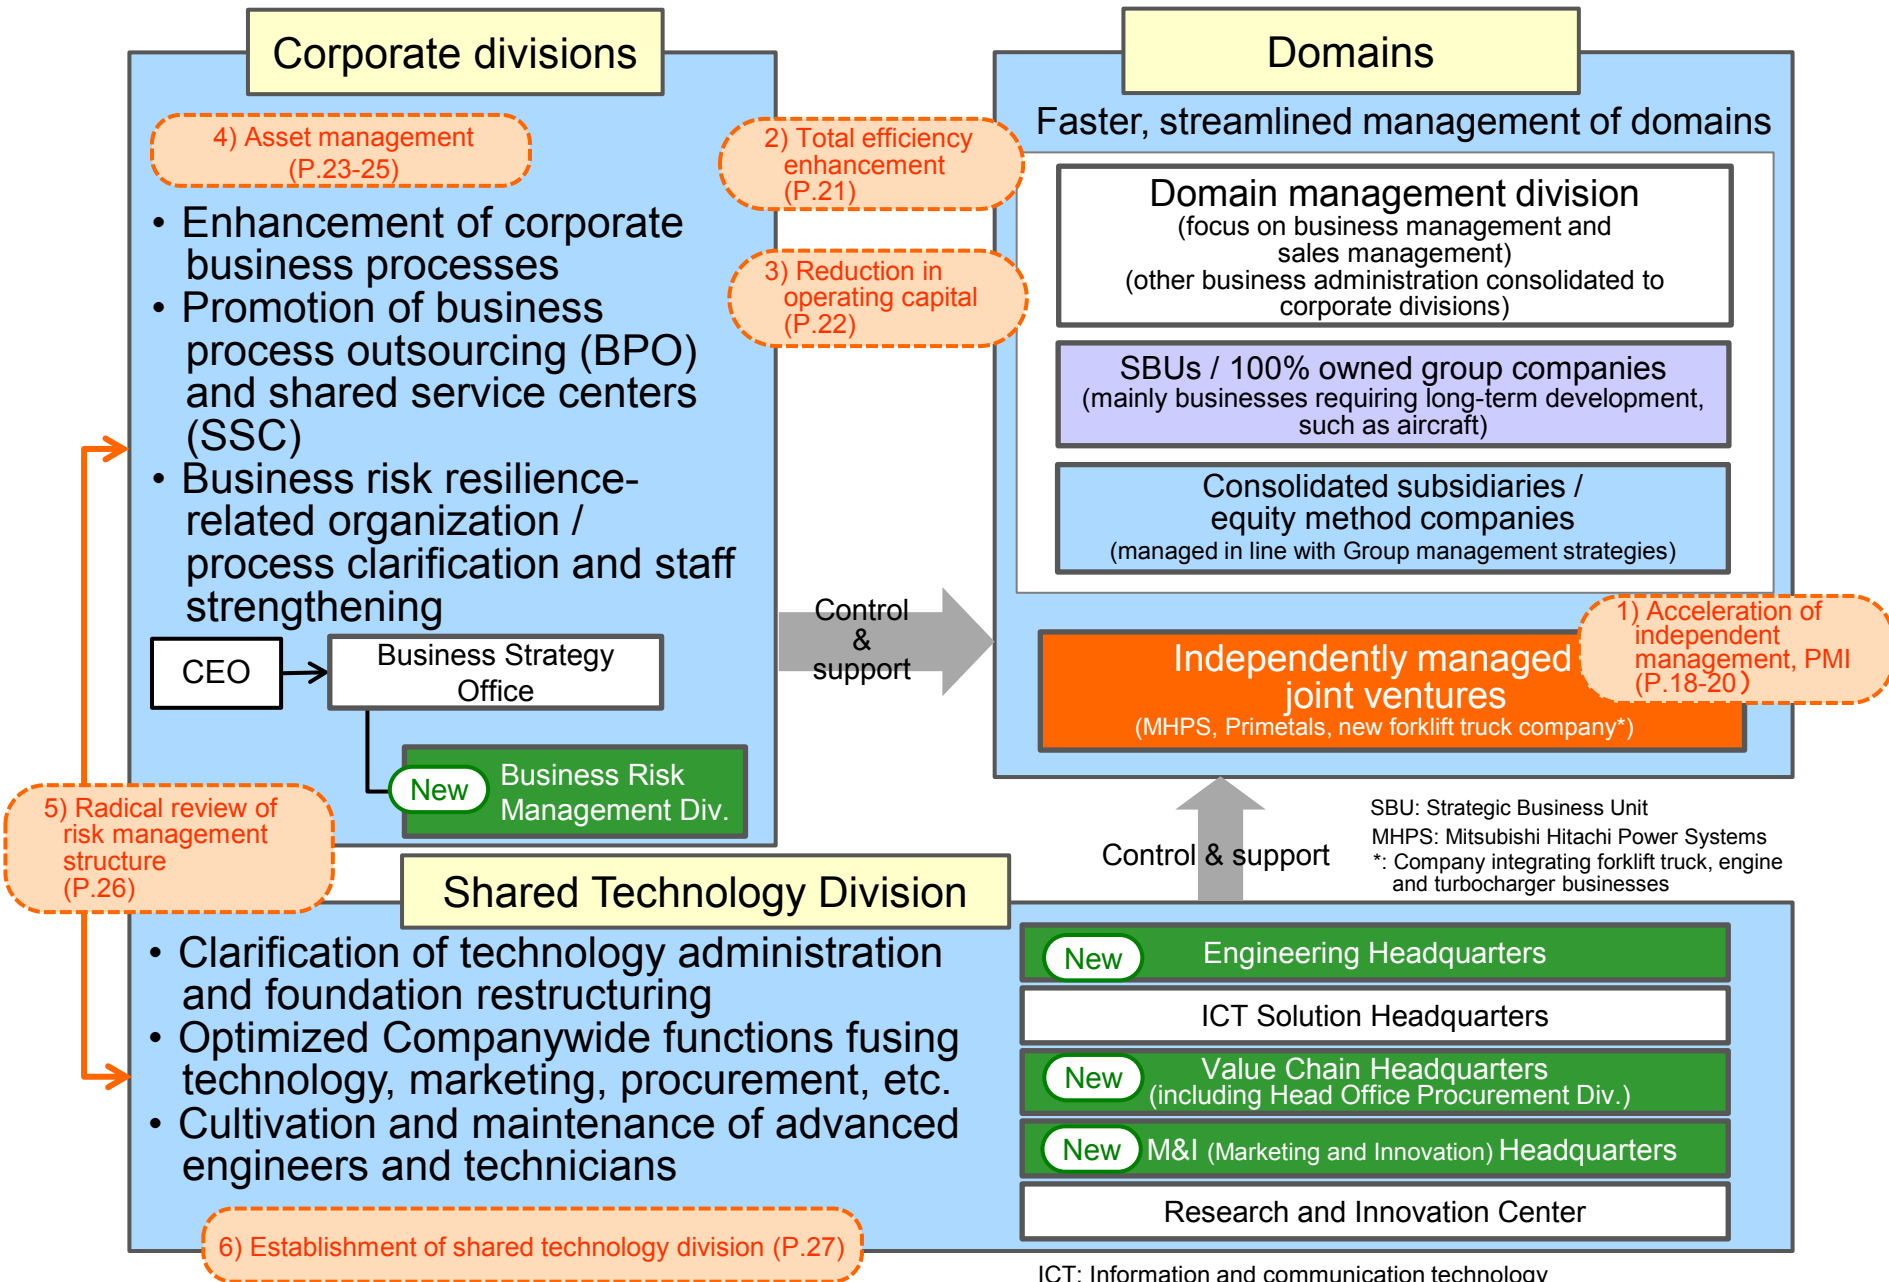 Corporate divisions
4) Asset management
(P.23-25)
• Enhancement of corporate
business processes
• Promotion of business
process outsourcing (BPO)
and shared service centers
(SSC)
• Business risk resilience-
related organization /
process clarification and staff
strengthening
CEO
Business Strategy
Office
New
Business Risk
Management Div.
2) Total efficiency
enhancement
(P.21)
3) Reduction in
operating capital
(P.22)
Control
&
support
Domains
Faster, streamlined management of domains
Domain management division
(focus on business management and
sales management)
(other business administration consolidated to
corporate divisions)
SBUs / 100% owned group companies
(mainly businesses requiring long-term development,
such as aircraft)
Consolidated subsidiaries /
equity method companies
(managed in line with Group management strategies)
1) Acceleration of
independent
management, PMI
(P.18-20)
Independently managed
joint ventures
(MHPS, Primetals, new forklift truck company*)
SBU: Strategic Business Unit
MHPS: Mitsubishi Hitachi Power Systems
*: Company integrating forklift truck, engine
and turbocharger businesses
Control & support
5) Radical review of
risk management
structure
(P.26)
Shared Technology Division
• Clarification of technology administration
and foundation restructuring
• Optimized Companywide functions fusing
technology, marketing, procurement, etc.
• Cultivation and maintenance of advanced
engineers and technicians
6) Establishment of shared technology division (P.27)
New Engineering Headquarters
ICT Solution Headquarters
New Value Chain Headquarters
(including Head Office Procurement Div.)
New M&I (Marketing and Innovation) Headquarters
Research and Innovation Center
ICT: Information and communication technology